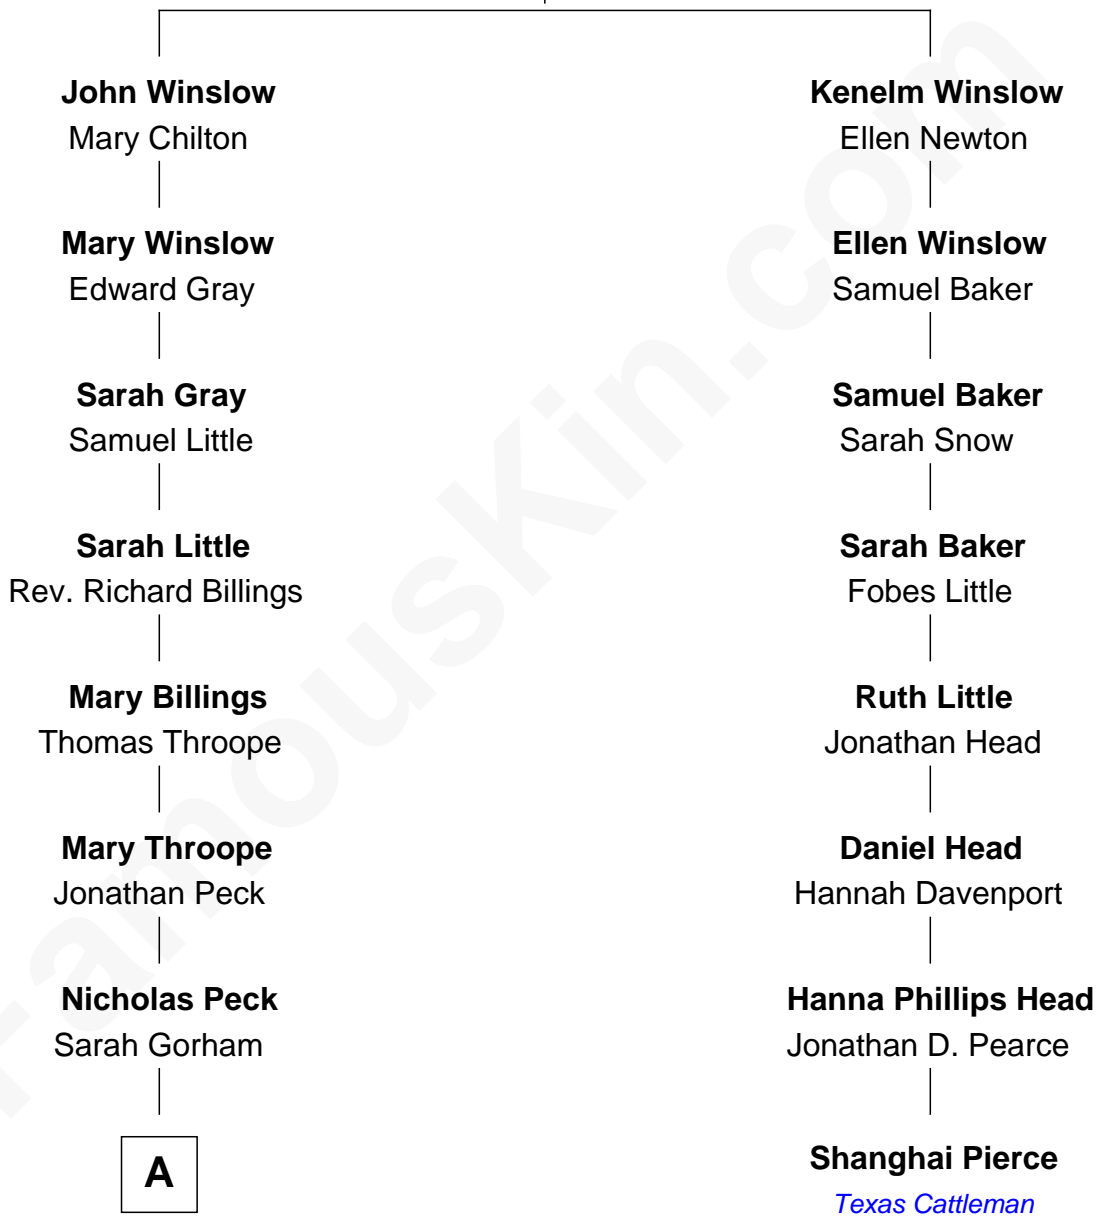 John Winslow
Mary Chilton
Mary Winslow
Edward Gray
Sarah Gray
Samuel Little
Sarah Little
Rev. Richard Billings
Mary Billings
Thomas Throope
Mary Throope
Jonathan Peck
Nicholas Peck
Sarah Gorham
A
Kenelm Winslow
Ellen Newton
Ellen Winslow
Samuel Baker
Samuel Baker
Sarah Snow
Sarah Baker
Fobes Little
Ruth Little
Jonathan Head
Daniel Head
Hannah Davenport
Hanna Phillips Head
Jonathan D. Pearce
Shanghai Pierce
Texas Cattleman
FamousKin.com